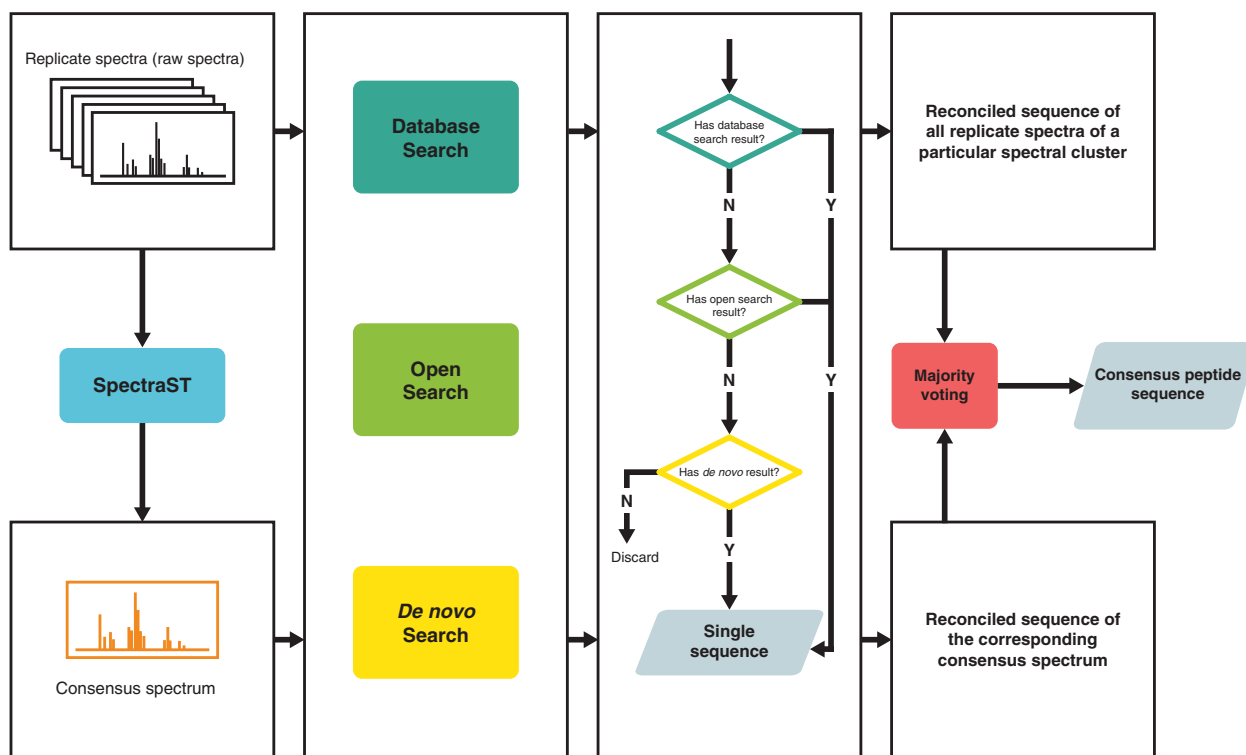 Replicate spectra (raw spectra)
SpectraST
Consensus spectrum
Database
Search
Open
Search
De novo
Search
Has database
search result?
N
Y
Has open search
result?
N
Y
Has de novo result?
N
Y
Discard
Single
sequence
Reconciled sequence of
all replicate spectra of a
particular spectral cluster
Majority
voting
Consensus peptide
sequence
Reconciled sequence of
the corresponding
consensus spectrum